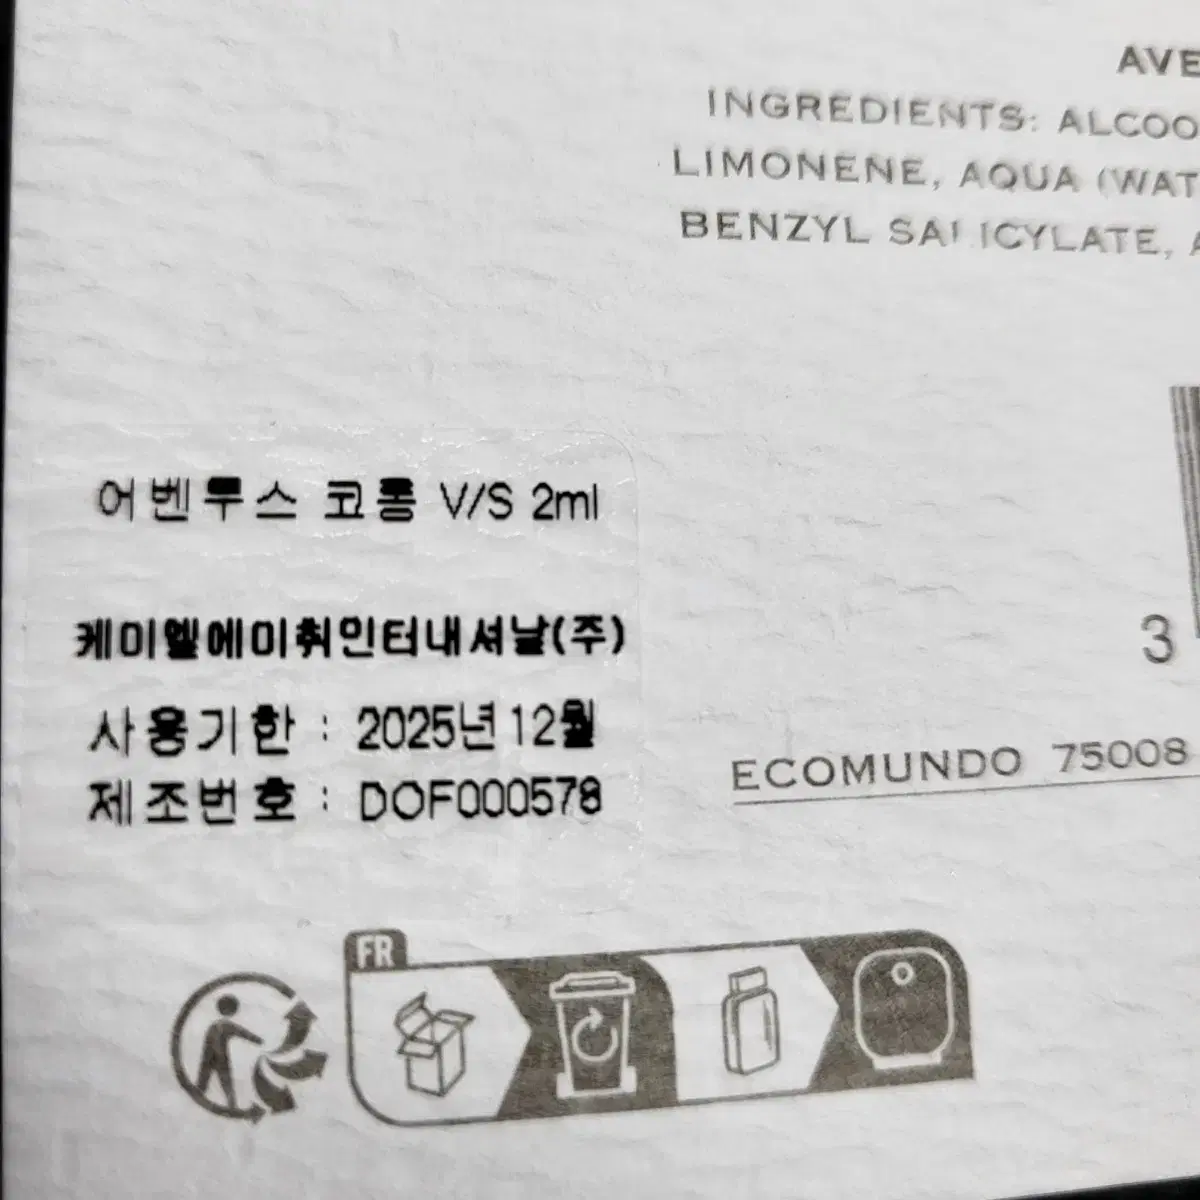 AVE
INGREDIENTS: ALCOO
LIMONENE, AQUA (WAT
BENZYL SALICYLATE, A
어벤투스 코롱 V/S 2ml
케이엘에이취인터내셔날(주)
사용기한 : 2025년 12월
제조번호 : DOF000578
3
ECOMUNDO 75008
FR